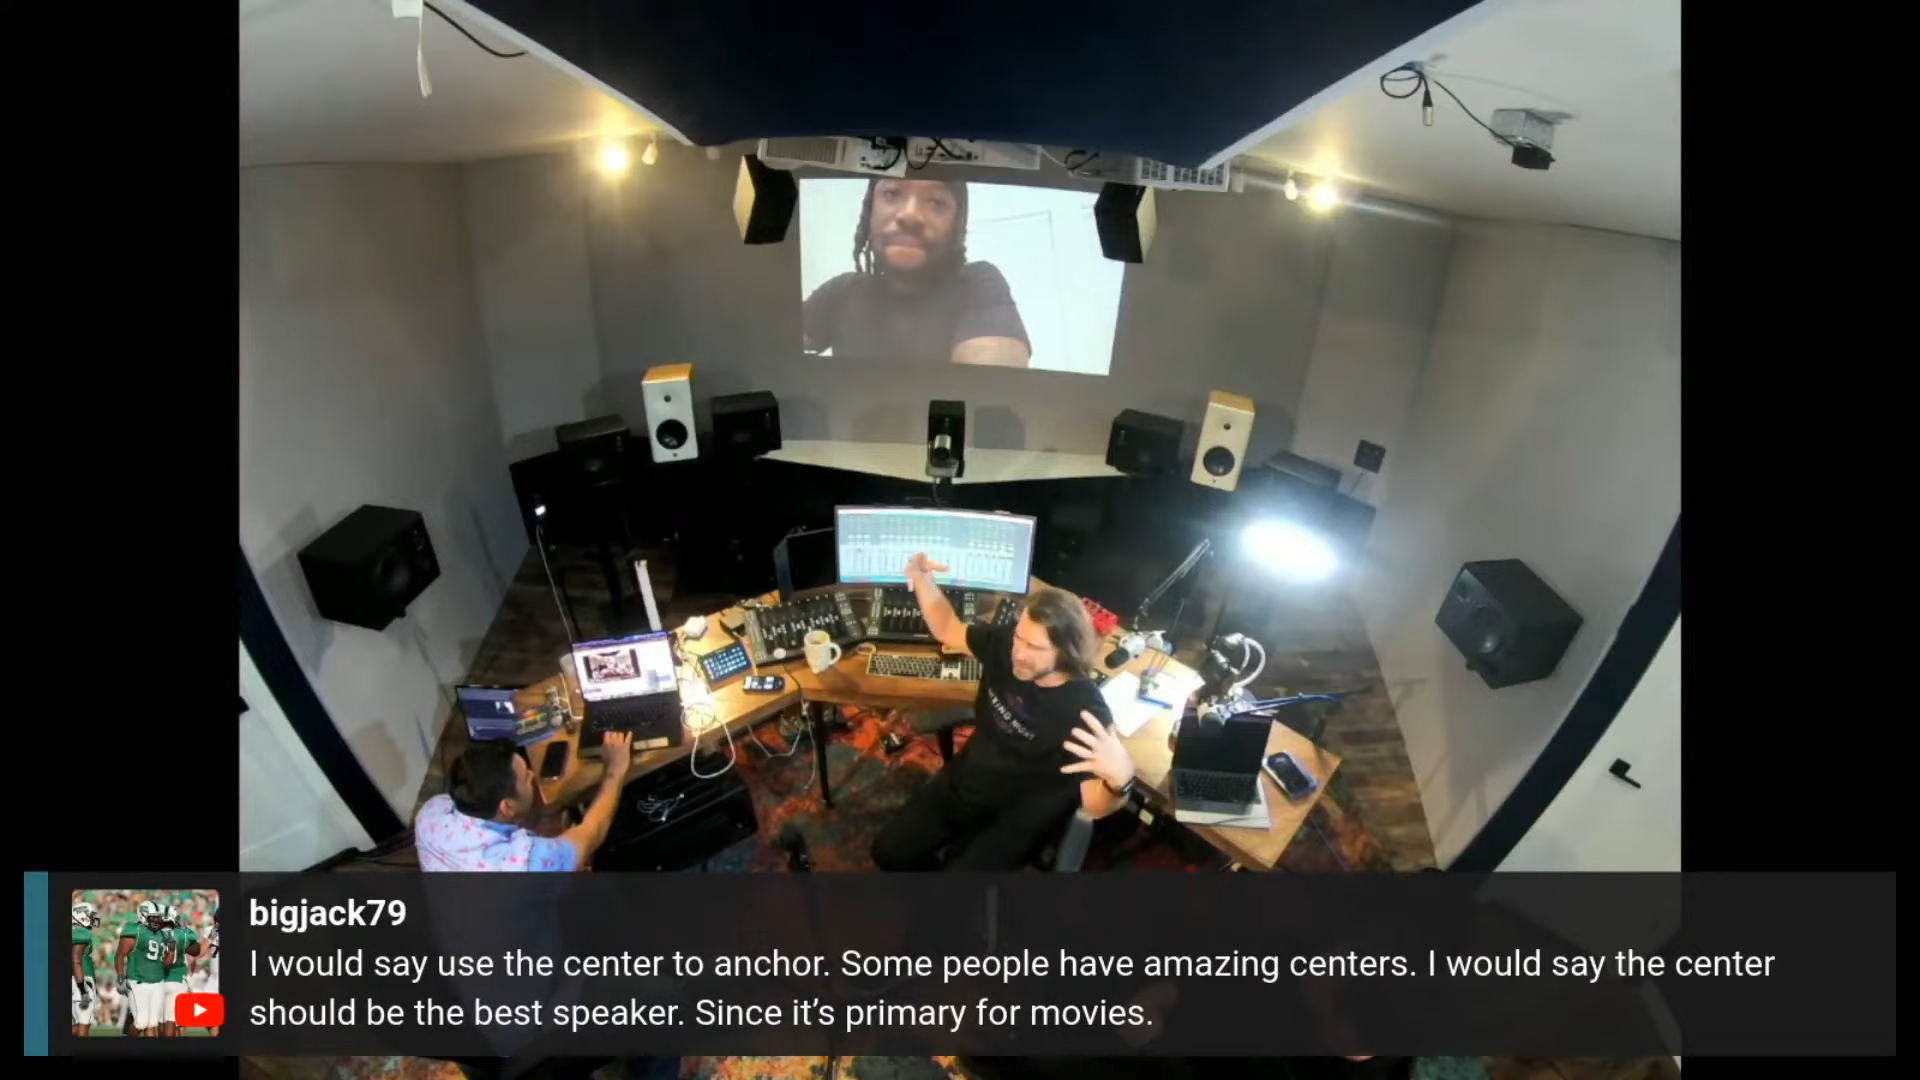 bigjack79
I would say use the center to anchor. Some people have amazing centers. I would say the center
should be the best speaker. Since it’s primary for movies.